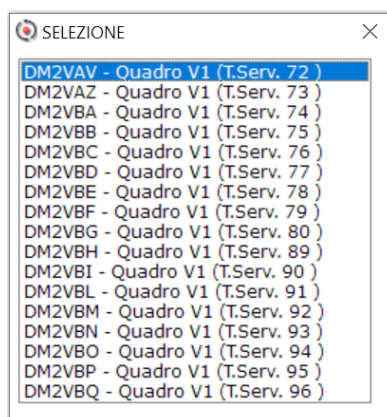 SELEZIONE
DM2VAV - Quadro V1 (T.Serv. 72 )
DM2VAZ - Quadro V1 (T.Serv. 73 )
DM2VBA - Quadro V1 (T.Serv. 74 )
DM2VBB - Quadro V1 (T.Serv. 75 )
DM2VBC - Quadro V1 (T.Serv. 76 )
DM2VBD - Quadro V1 (T.Serv. 77 )
DM2VBE - Quadro V1 (T.Serv. 78 )
DM2VBF - Quadro V1 (T.Serv. 79 )
DM2VBG - Quadro V1 (T.Serv. 80 )
DM2VBH - Quadro V1 (T.Serv. 89 )
DM2VBI - Quadro V1 (T.Serv. 90 )
DM2VBL - Quadro V1 (T.Serv. 91 )
DM2VBM - Quadro V1 (T.Serv. 92 )
DM2VBN - Quadro V1 (T.Serv. 93 )
DM2VBO - Quadro V1 (T.Serv. 94 )
DM2VBP - Quadro V1 (T.Serv. 95 )
DM2VBQ - Quadro V1 (T.Serv. 96 )